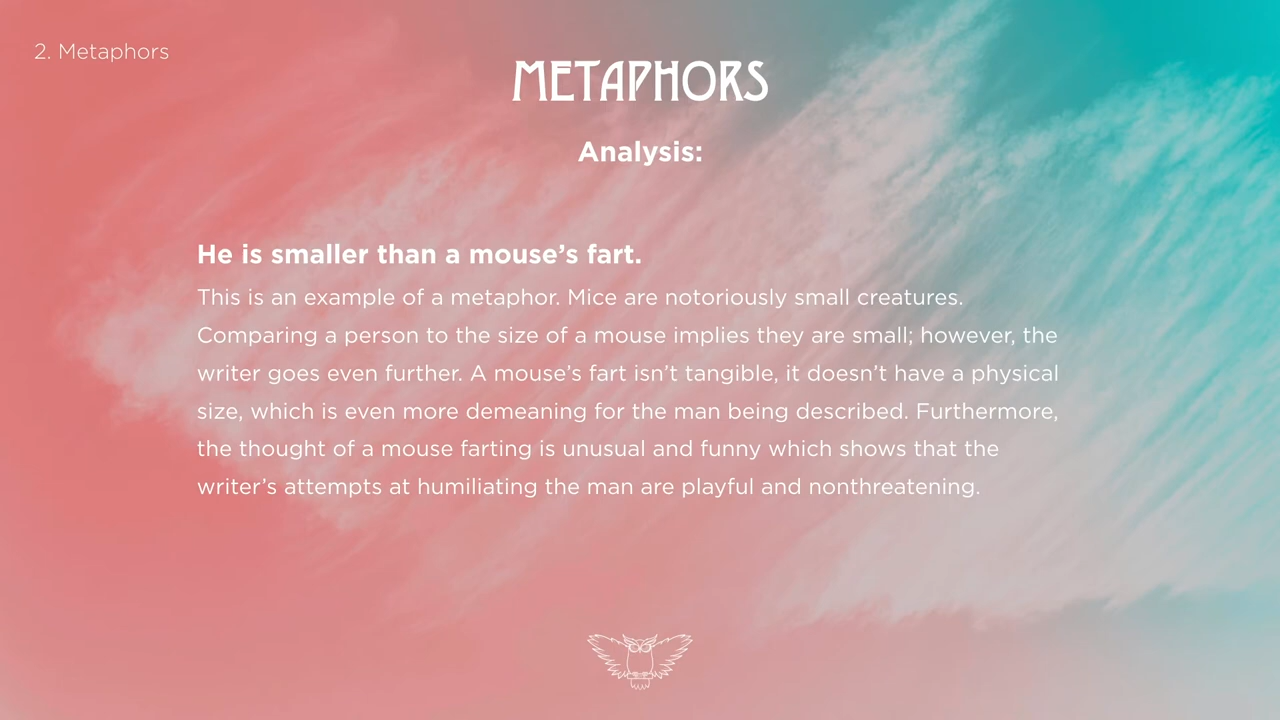 2. Metaphors
METAPHORS
Analysis:
He is smaller than a mouse’s fart.
This is an example of a metaphor. Mice are notoriously small creatures.
Comparing a person to the size of a mouse implies they are small; however, the
writer goes even further. A mouse’s fart isn’t tangible, it doesn’t have a physical
size, which is even more demeaning for the man being described. Furthermore,
the thought of a mouse farting is unusual and funny which shows that the
writer’s attempts at humiliating the man are playful and nonthreatening.